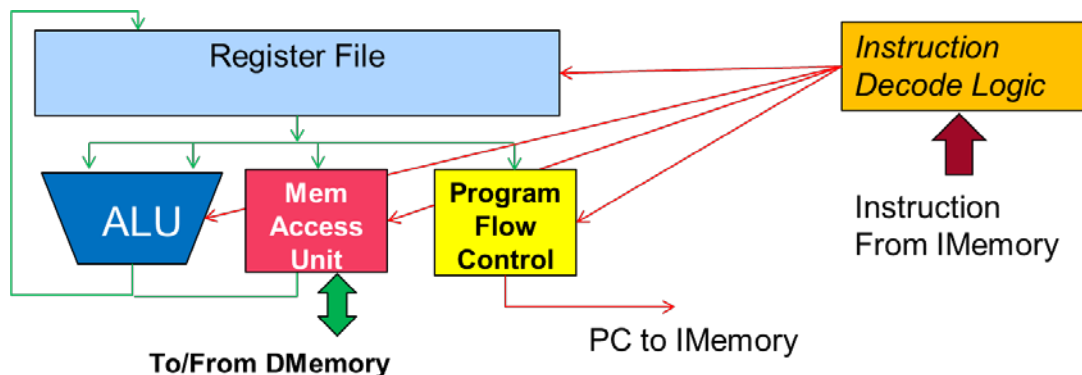 Register File
Instruction
Decode Logic
ALU
Mem
Access
Unit
Program
Flow
Control
Instruction
From IMemory
PC to IMemory
To/From DMemory